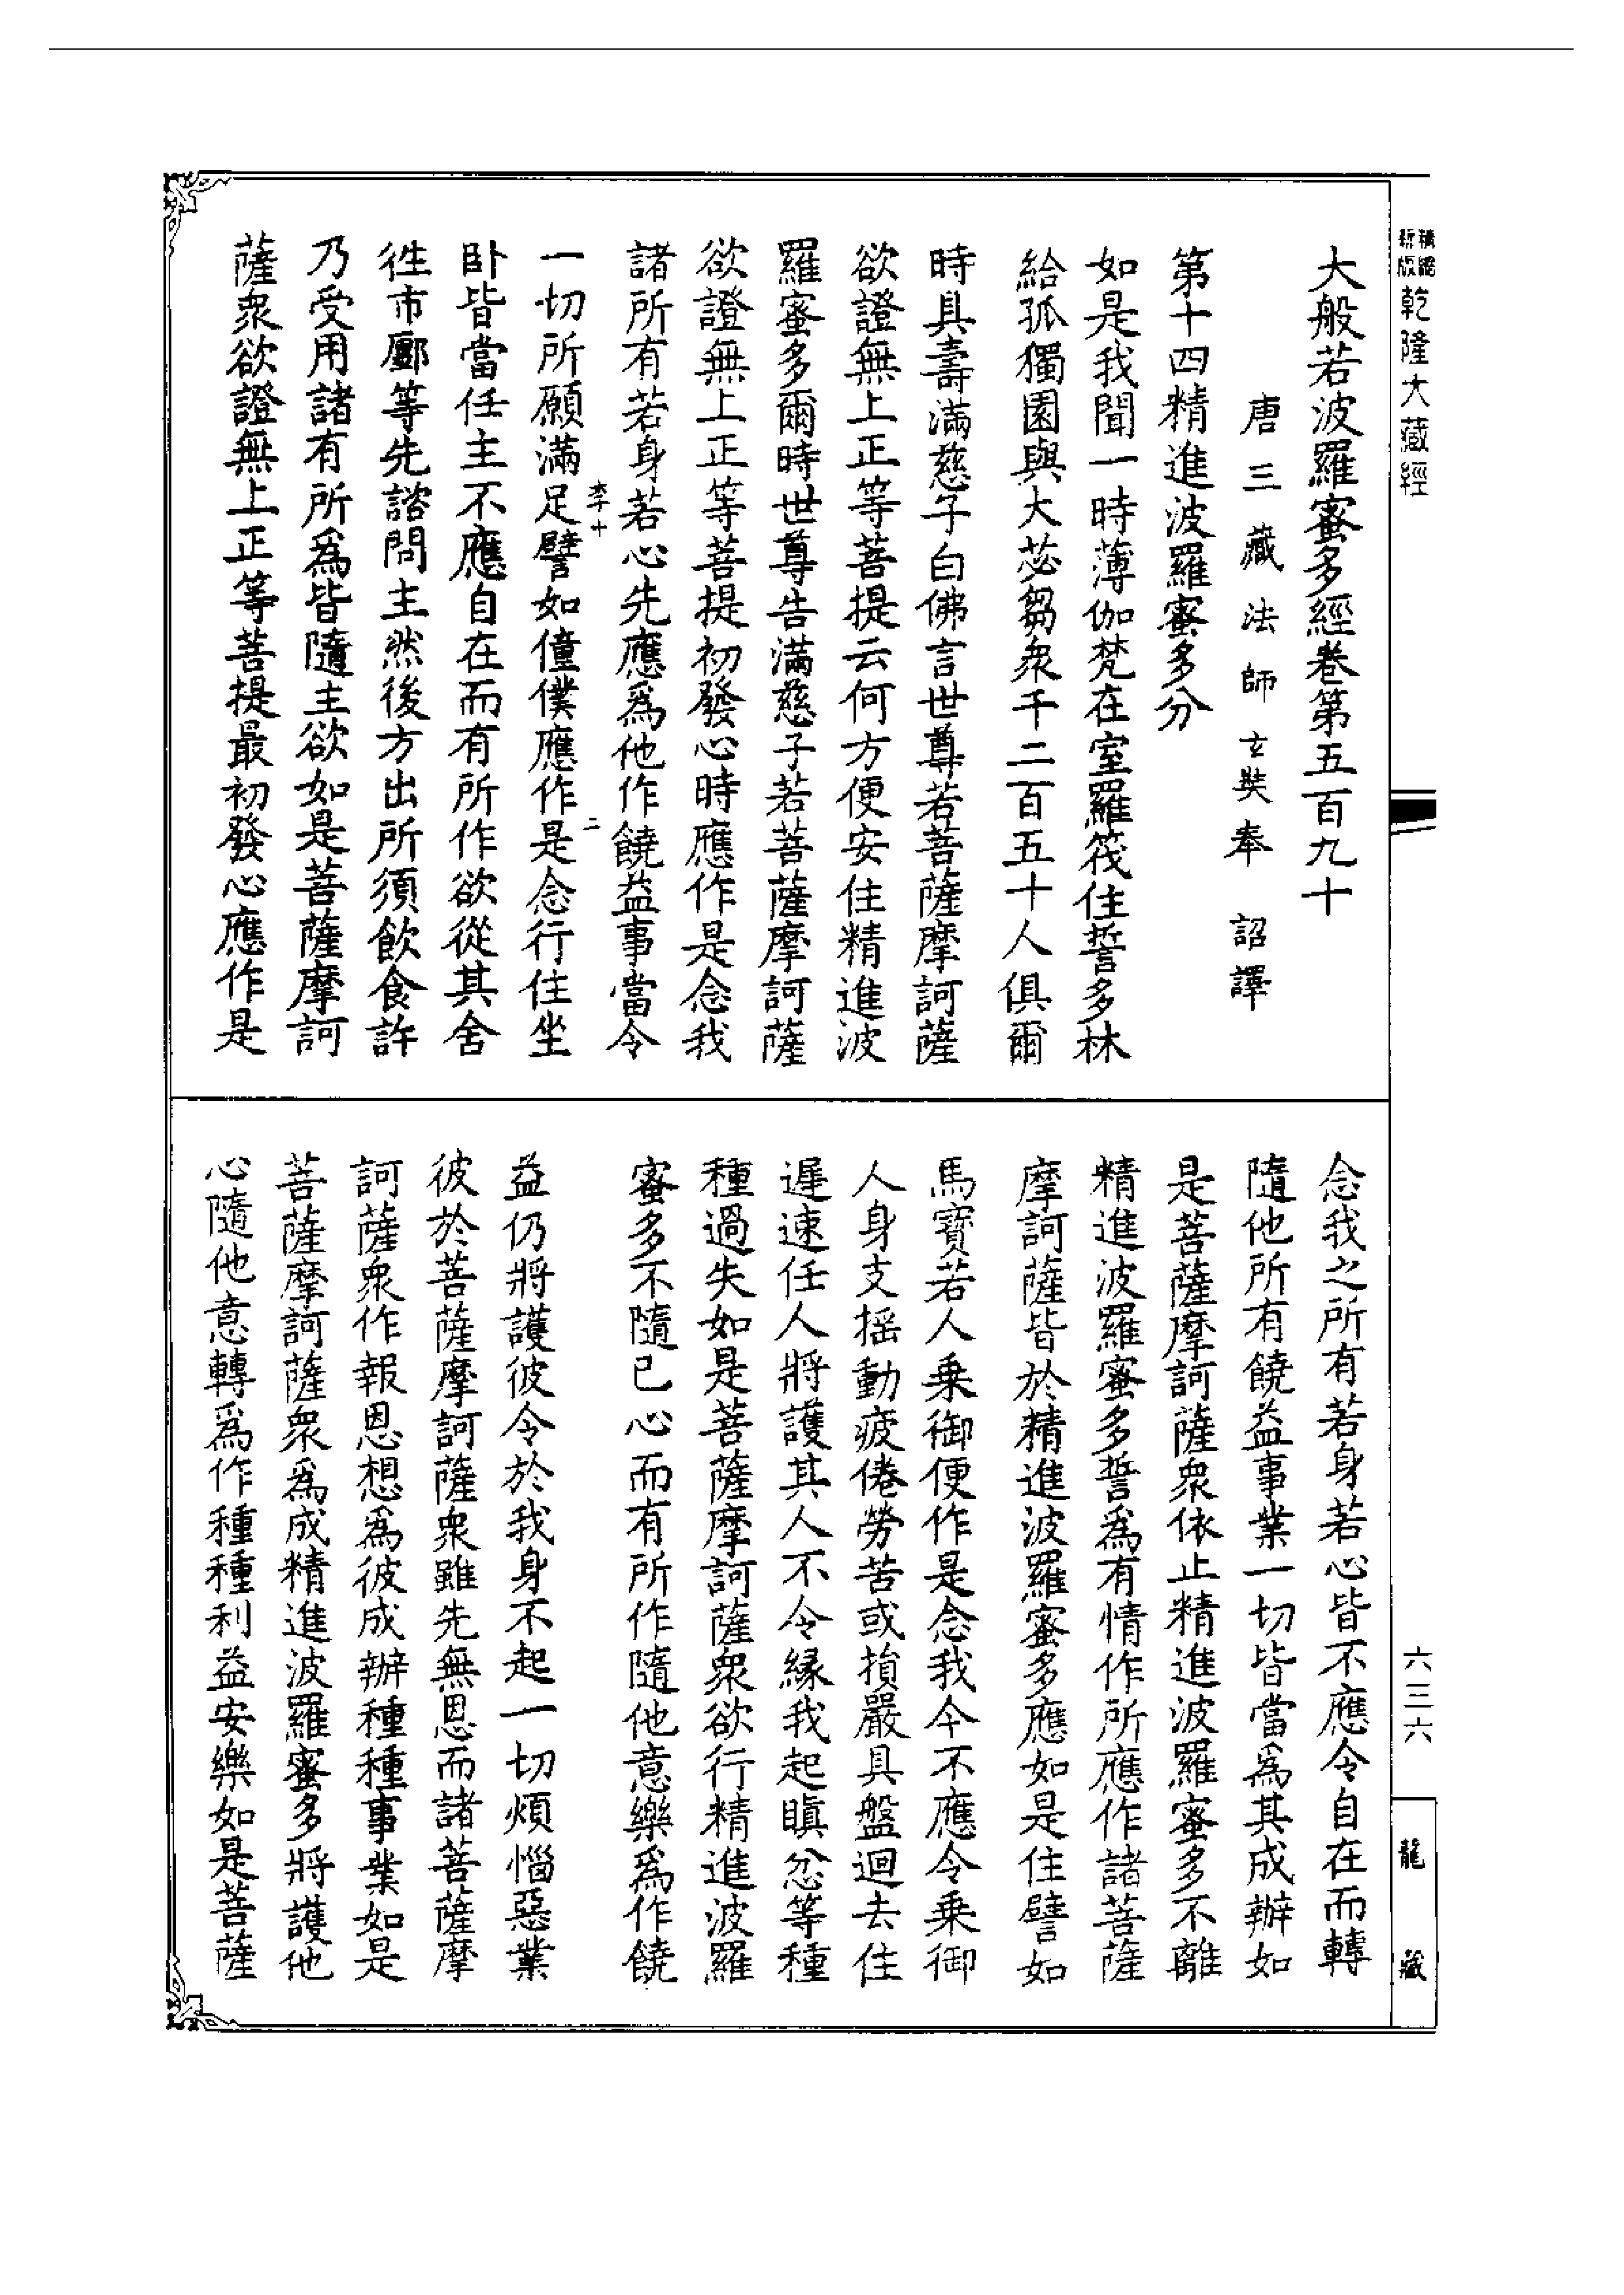 大般若波羅蜜多經卷第五百九十
唐三藏法師玄奘奉　詔譯
第十四精進波羅蜜多分
如是我聞一時薄伽梵在室羅筏住誓多林
給孤獨園與大苾芻衆千二百五十人俱爾
時具壽滿慈子白佛言世尊若菩薩摩訶薩
欲證無上正等菩提云何方便安住精進波
羅蜜多爾時世尊告滿慈子若菩薩摩訶薩
欲證無上正等菩提初發心時應作是念我
諸所有若身若心先應爲他作饒益事當令
一切所願滿足譬如僮僕應作是念行住坐
卧皆當任主不應自在而有所作欲從其舍
徃市鄽等先諮問主然後方出所須飲食許
乃受用諸有所爲皆隨主欲如是菩薩摩訶
薩衆欲證無上正等菩提最初發心應作是
念我之所有若身若心皆不應令自在而轉
隨他所有饒益事業一切皆當爲其成辦如
是菩薩摩訶薩衆依止精進波羅蜜多不離
精進波羅蜜多誓爲有情作所應作諸菩薩
摩訶薩皆於精進波羅蜜多應如是住譬如
馬寶若人乗御便作是念我今不應令乗御
人身支搖動疲倦勞苦或損嚴具盤迴去住
遲速任人將護其人不令緣我起瞋忿等種
種過失如是菩薩摩訶薩衆欲行精進波羅
蜜多不隨已心而有所作隨他意樂爲作饒
益仍將護彼令於我身不起一切煩惱惡業
彼於菩薩摩訶薩衆雖先無恩而諸菩薩摩
訶薩衆作報恩想爲彼成辦種種事業如是
菩薩摩訶薩衆爲成精進波羅蜜多將護他
心隨他意轉爲作種種利益安樂如是菩薩
乾隆大藏經
六三六
龍藏